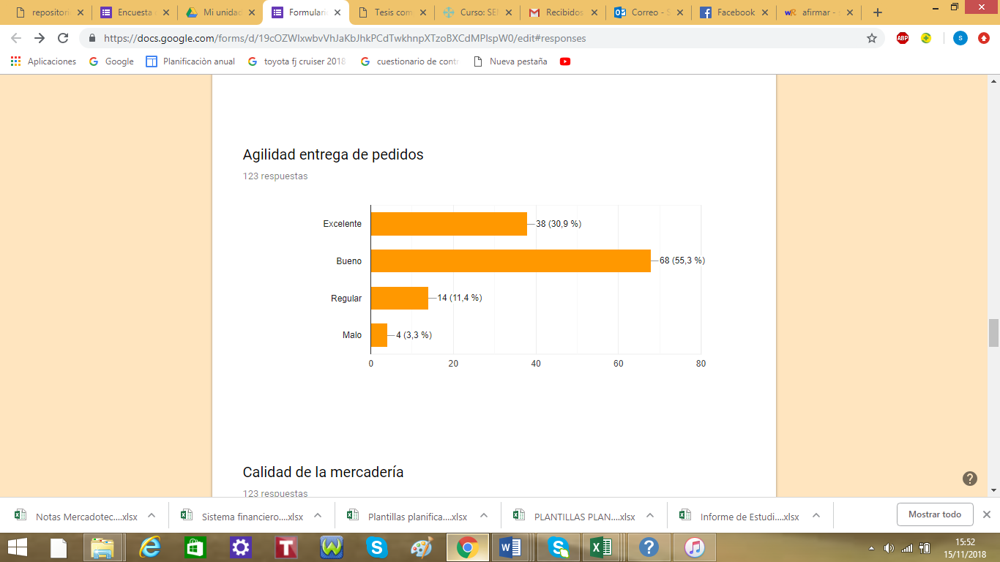 repositori
Encuesta
Mi unidad
Formulari
Tesis com
Curso: SE
Recibidos
Correo - S
Facebook
afirmar -
https://docs.google.com/forms/d/19cOZWIxwbvVhJaKbJhkPCdTwkhnpXTzoBXCdMPlspW0/edit#responses
ABP
S
Aplicaciones
Google
Planificaciòn anual
toyota fj cruiser 2018
cuestionario de cont
Nueva pestaña
Agilidad entrega de pedidos
123 respuestas
Excelente
38 (30,9 %)
Bueno
68 (55,3 %)
Regular
14 (11,4 %)
Malo
4 (3,3 %)
0 20 40 60 80
Calidad de la mercadería
123 respuestas
Notas Mercadotec....xlsx
Sistema financiero....xlsx
Plantillas planifica....xlsx
PLANTILLAS PLAN....xlsx
Informe de Estudi....xlsx
Mostrar todo
15:52
15/11/2018